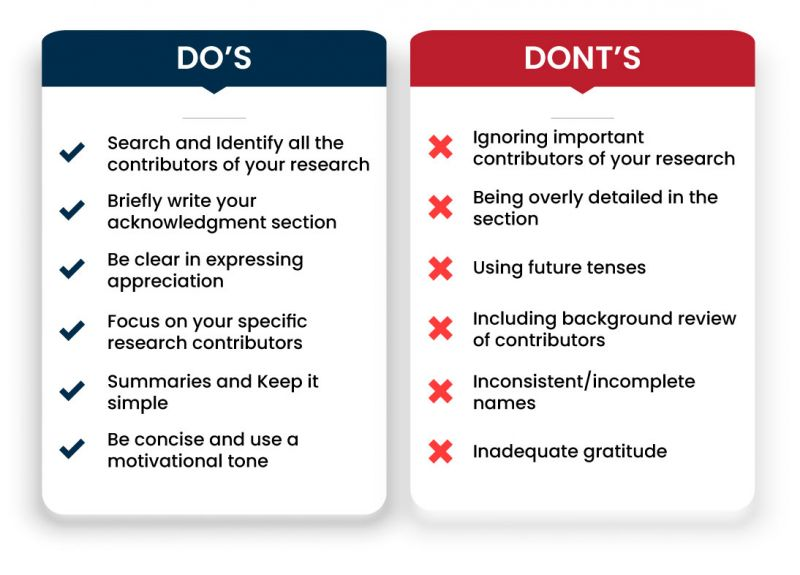 DO'S
Search and Identify all the
contributors of your research
Briefly write your
acknowledgment section
Be clear in expressing
appreciation
Focus on your specific
research contributors
Summaries and Keep it
simple
Be concise and use a
motivational tone
DONT'S
Ignoring important
contributors of your research
Being overly detailed in the
section
Using future tenses
Including background review
of contributors
Inconsistent/incomplete
names
Inadequate gratitude